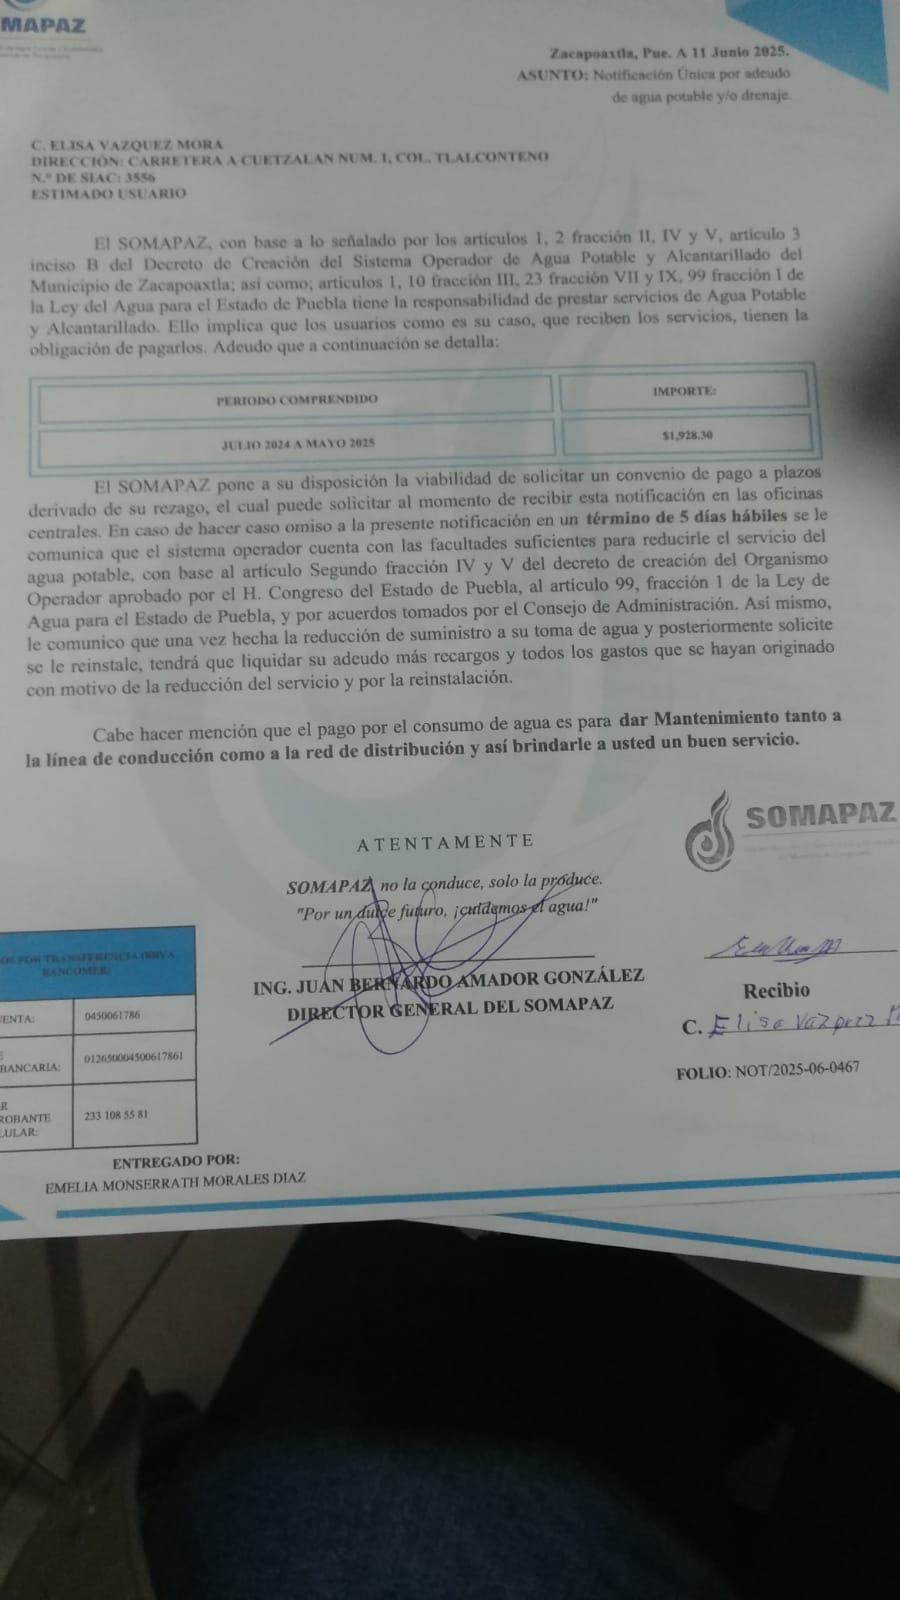 MAPAZ
Zacapoaxtla, Pue. A 11 Junio 2025.
ASUNTO: Notificación Única por adeudo
de agua potable y/o drenaje.
C. ELISA VAZQUEZ MORA
DIRECCIÓN: CARRETERA A CUETZALAN NUM. 1, COL. TLALCONTENO
N.º DE SIAC: 3556
ESTIMADO USUARIO
El SOMAPAZ, con base a lo señalado por los artículos 1, 2 fracción II, IV y V, artículo 3
inciso B del Decreto de Creación del Sistema Operador de Agua Potable y Alcantarillado del
Municipio de Zacapoaxtla; así como; artículos 1, 10 fracción III, 23 fracción VII y IX, 99 fracción I de
la Ley del Agua para el Estado de Puebla tiene la responsabilidad de prestar servicios de Agua Potable
y Alcantarillado. Ello implica que los usuarios como es su caso, que reciben los servicios, tienen la
obligación de pagarlos. Adeudo que a continuación se detalla:
PERIODO COMPRENDIDO
IMPORTE:
JULIO 2024 A MAYO 2025
$1,928.30
El SOMAPAZ pone a su disposición la viabilidad de solicitar un convenio de pago a plazos
derivado de su rezago, el cual puede solicitar al momento de recibir esta notificación en las oficinas
centrales. En caso de hacer caso omiso a la presente notificación en un término de 5 días hábiles se le
comunica que el sistema operador cuenta con las facultades suficientes para reducirle el servicio del
agua potable, con base al artículo Segundo fracción IV y V del decreto de creación del Organismo
Operador aprobado por el H. Congreso del Estado de Puebla, al artículo 99, fracción 1 de la Ley de
Agua para el Estado de Puebla, y por acuerdos tomados por el Consejo de Administración. Así mismo,
le comunico que una vez hecha la reducción de suministro a su toma de agua y posteriormente solicite
se le reinstale, tendrá que liquidar su adeudo más recargos y todos los gastos que se hayan originado
con motivo de la reducción del servicio y por la reinstalación.
Cabe hacer mención que el pago por el consumo de agua es para dar Mantenimiento tanto a
la línea de conducción como a la red de distribución y así brindarle a usted un buen servicio.
SOMAPAZ
ATENTAMENTE
SOMAPAZ, no la conduce, solo la produce.
"Por un dulce futuro, ¡cuidemos el agua!"
ING. JUAN BERNARDO AMADOR GONZÁLEZ
DIRECTOR GENERAL DEL SOMAPAZ
Recibio
C. Elisa Vazquez M
FOLIO: NOT/2025-06-0467
OS POR TRANSFERENCIA (BBVA
BANCOMER)
ENTA: 0450061786
E
BANCARIA: 012650004500617861
R
ROBANTE
LULAR: 233 108 55 81
ENTREGADO POR:
EMELIA MONSERRATH MORALES DIAZ